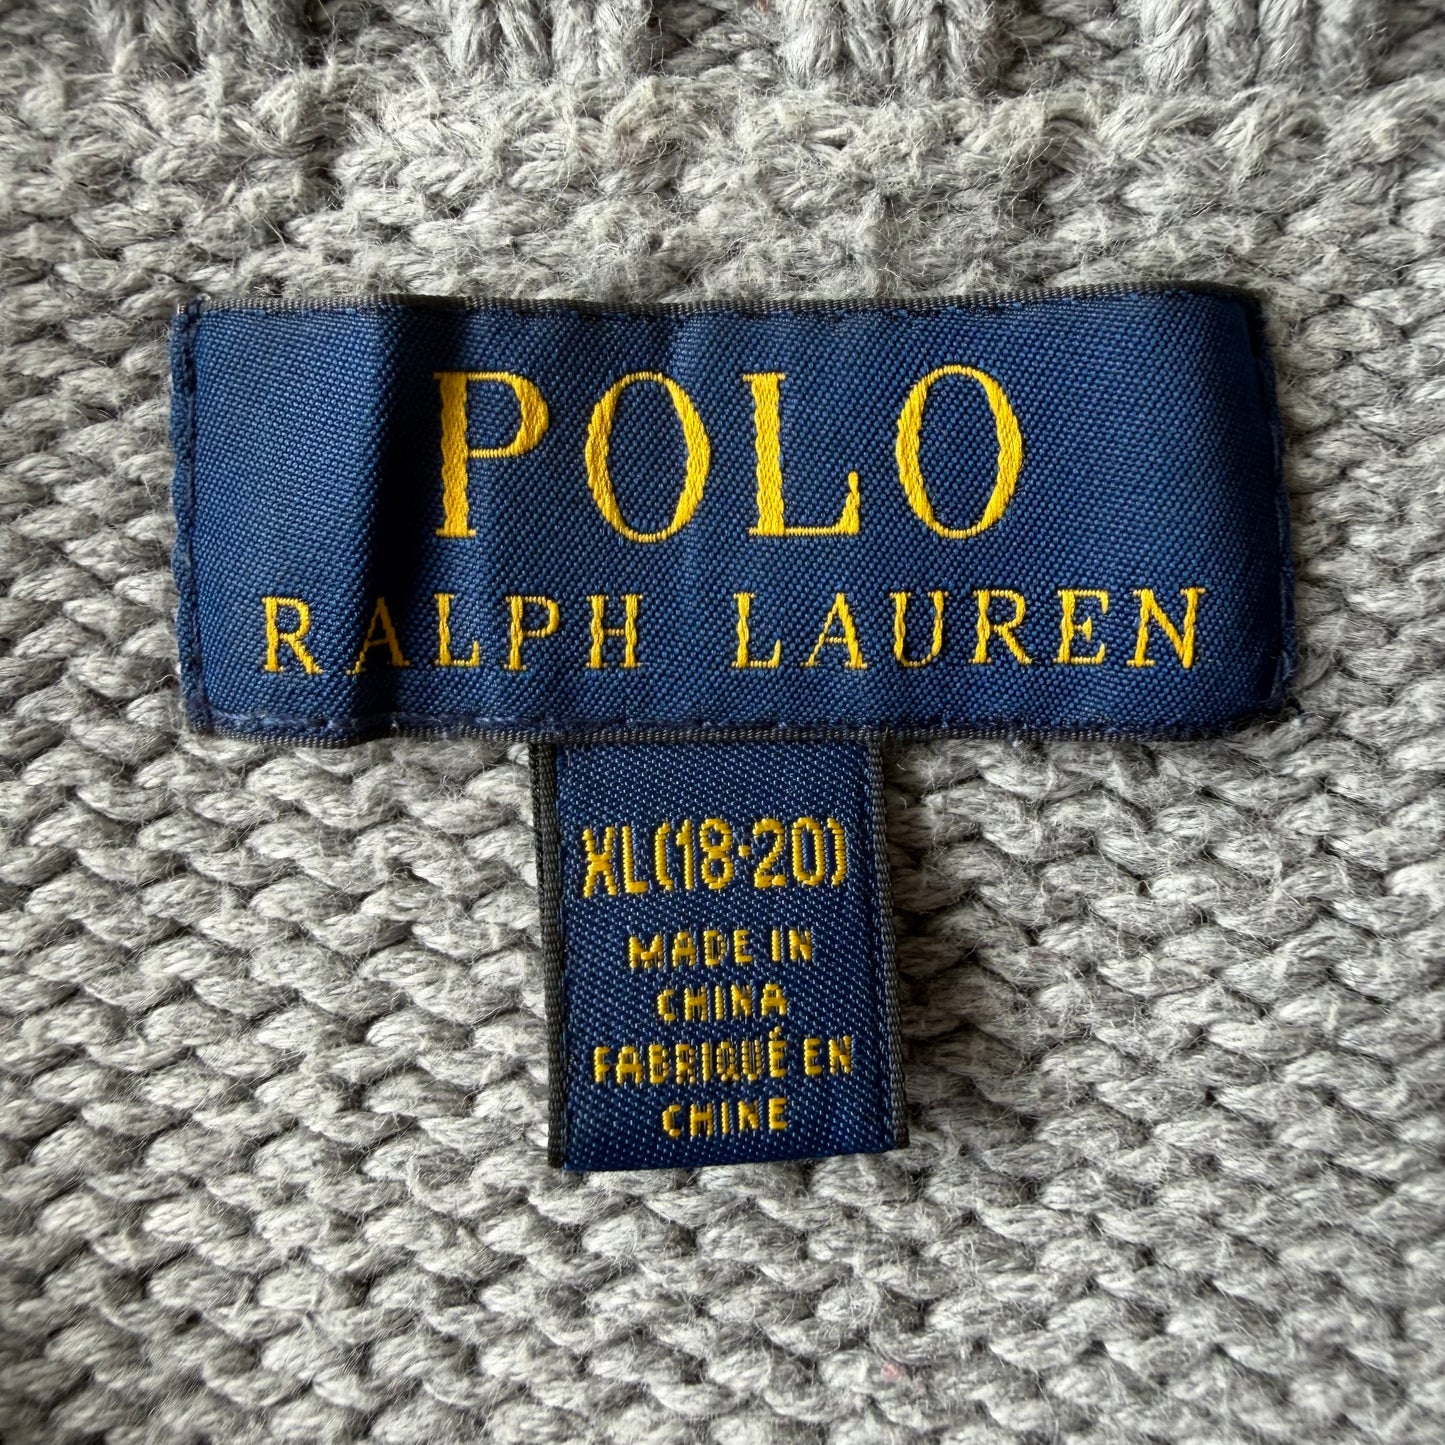 POLO
RALPH LAUREN
XL(18-20)
MADE IN
CHINA
FABRIQUÉ EN
CHINE